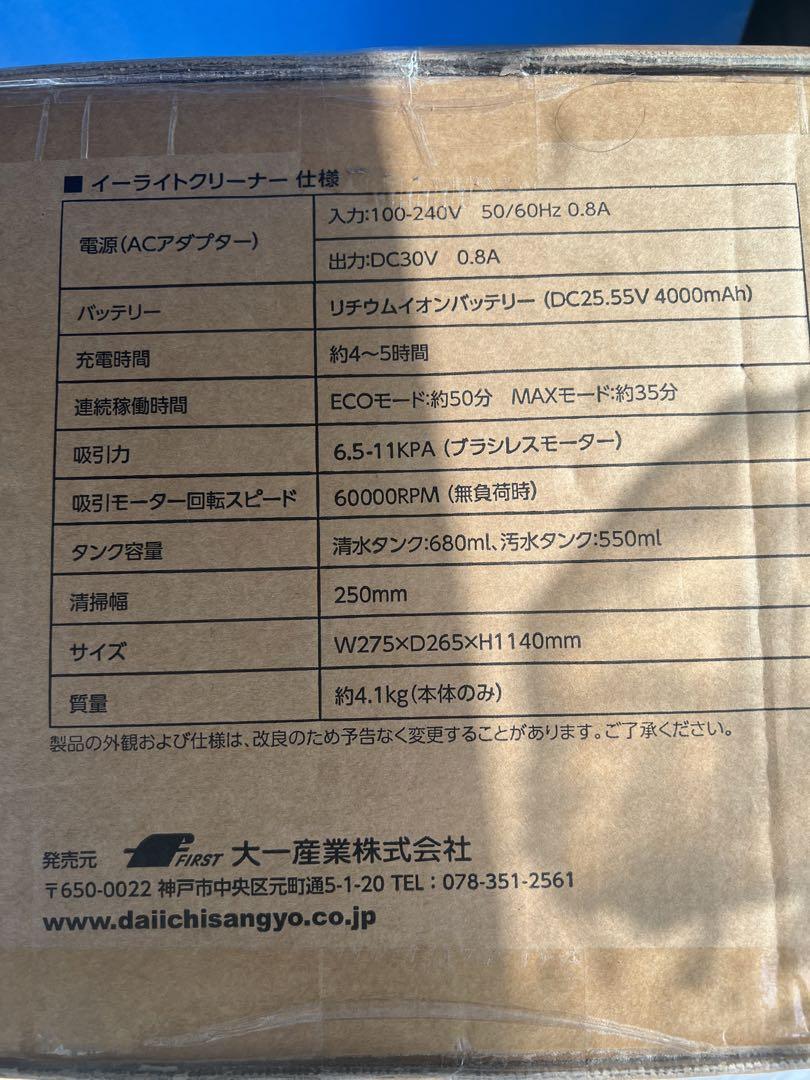 ■ イーライトクリーナー 仕様
電源(ACアダプター)
入力:100-240V 50/60Hz 0.8A
出力:DC30V 0.8A
バッテリー リチウムイオンバッテリー (DC25.55V 4000mAh)
充電時間 約4〜5時間
連続稼働時間 ECOモード:約50分 MAXモード:約35分
吸引力 6.5-11KPA (ブラシレスモーター)
吸引モーター回転スピード 60000RPM (無負荷時)
タンク容量 清水タンク:680ml、汚水タンク:550ml
清掃幅 250mm
サイズ W275×D265×H1140mm
質量 約4.1kg(本体のみ)
製品の外観および仕様は、改良のため予告なく変更することがあります。ご了承ください。
発売元 FIRST 大一産業株式会社
〒650-0022 神戸市中央区元町通5-1-20 TEL:078-351-2561
www.daiichisangyo.co.jp